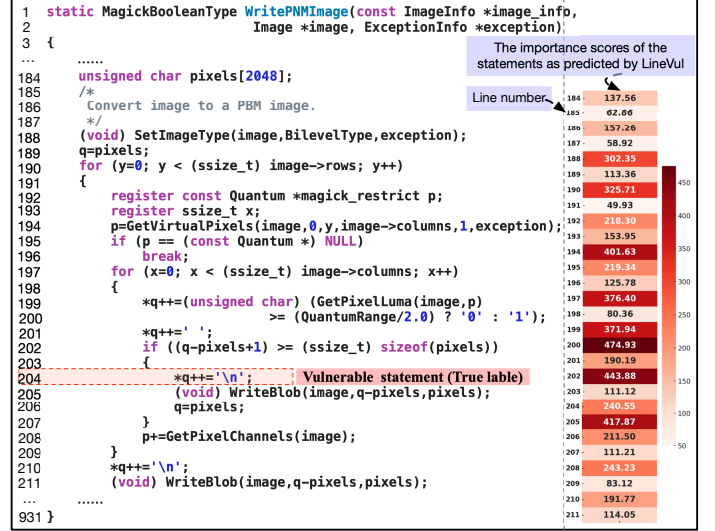 1 static MagickBooleanType WritePNMImage(const ImageInfo *image_info,
2 Image *image, ExceptionInfo *exception)
3 {
... ......
184 unsigned char pixels[2048];
185 /*
186 Convert image to a PBM image.
187 */
188 (void) SetImageType(image,BilevelType,exception);
189 q=pixels;
190 for (y=0; y < (ssize_t) image->rows; y++)
191 {
192 register const Quantum *magick_restrict p;
193 register ssize_t x;
194 p=GetVirtualPixels(image,0,y,image->columns,1,exception);
195 if (p == (const Quantum *) NULL)
196 break;
197 for (x=0; x < (ssize_t) image->columns; x++)
198 {
199 *q++=(unsigned char) (GetPixelLuma(image,p)
200 >= (QuantumRange/2.0) ? '0' : '1');
201 *q++=' ';
202 if ((q-pixels+1) >= (ssize_t) sizeof(pixels))
203 {
204 *q++='\n'; Vulnerable statement (True lable)
205 (void) WriteBlob(image,q-pixels,pixels);
206 q=pixels;
207 }
208 p+=GetPixelChannels(image);
209 }
210 *q++='\n';
211 (void) WriteBlob(image,q-pixels,pixels);
... ......
931 }
The importance scores of the
statements as predicted by LineVul
Line number
184 137.56
185 62.86
186 157.26
187 58.92
188 302.35
189 113.36
190 325.71
191 49.93
192 218.30
193 153.95
194 401.63
195 219.34
196 125.78
197 376.40
198 80.36
199 371.94
200 474.93
201 190.19
202 443.88
203 111.12
204 240.55
205 417.87
206 211.50
207 111.21
208 243.23
209 83.12
210 191.77
211 114.05
450
400
350
300
250
200
150
100
50